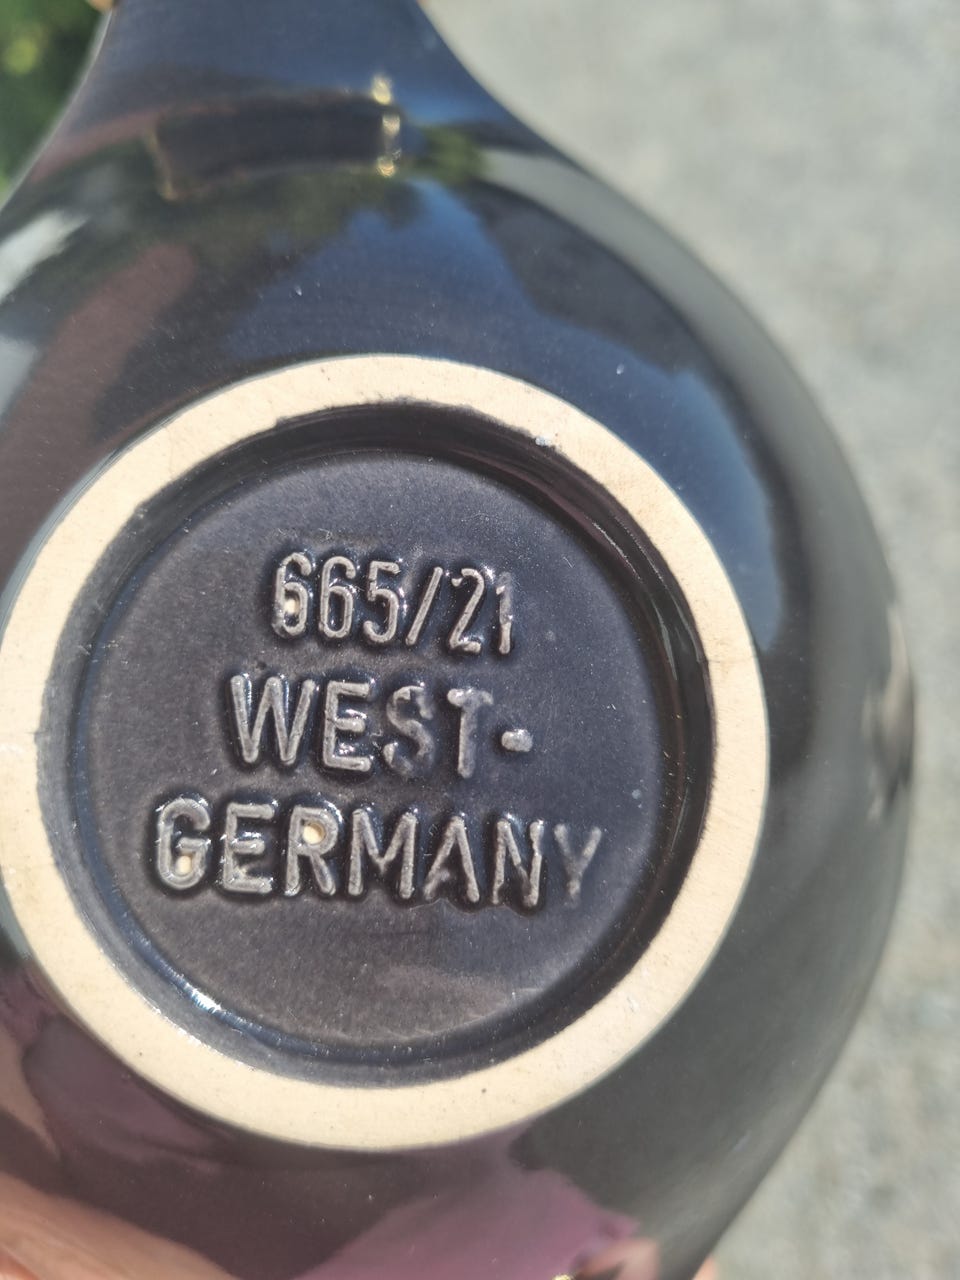 665/21
WEST-
GERMANY